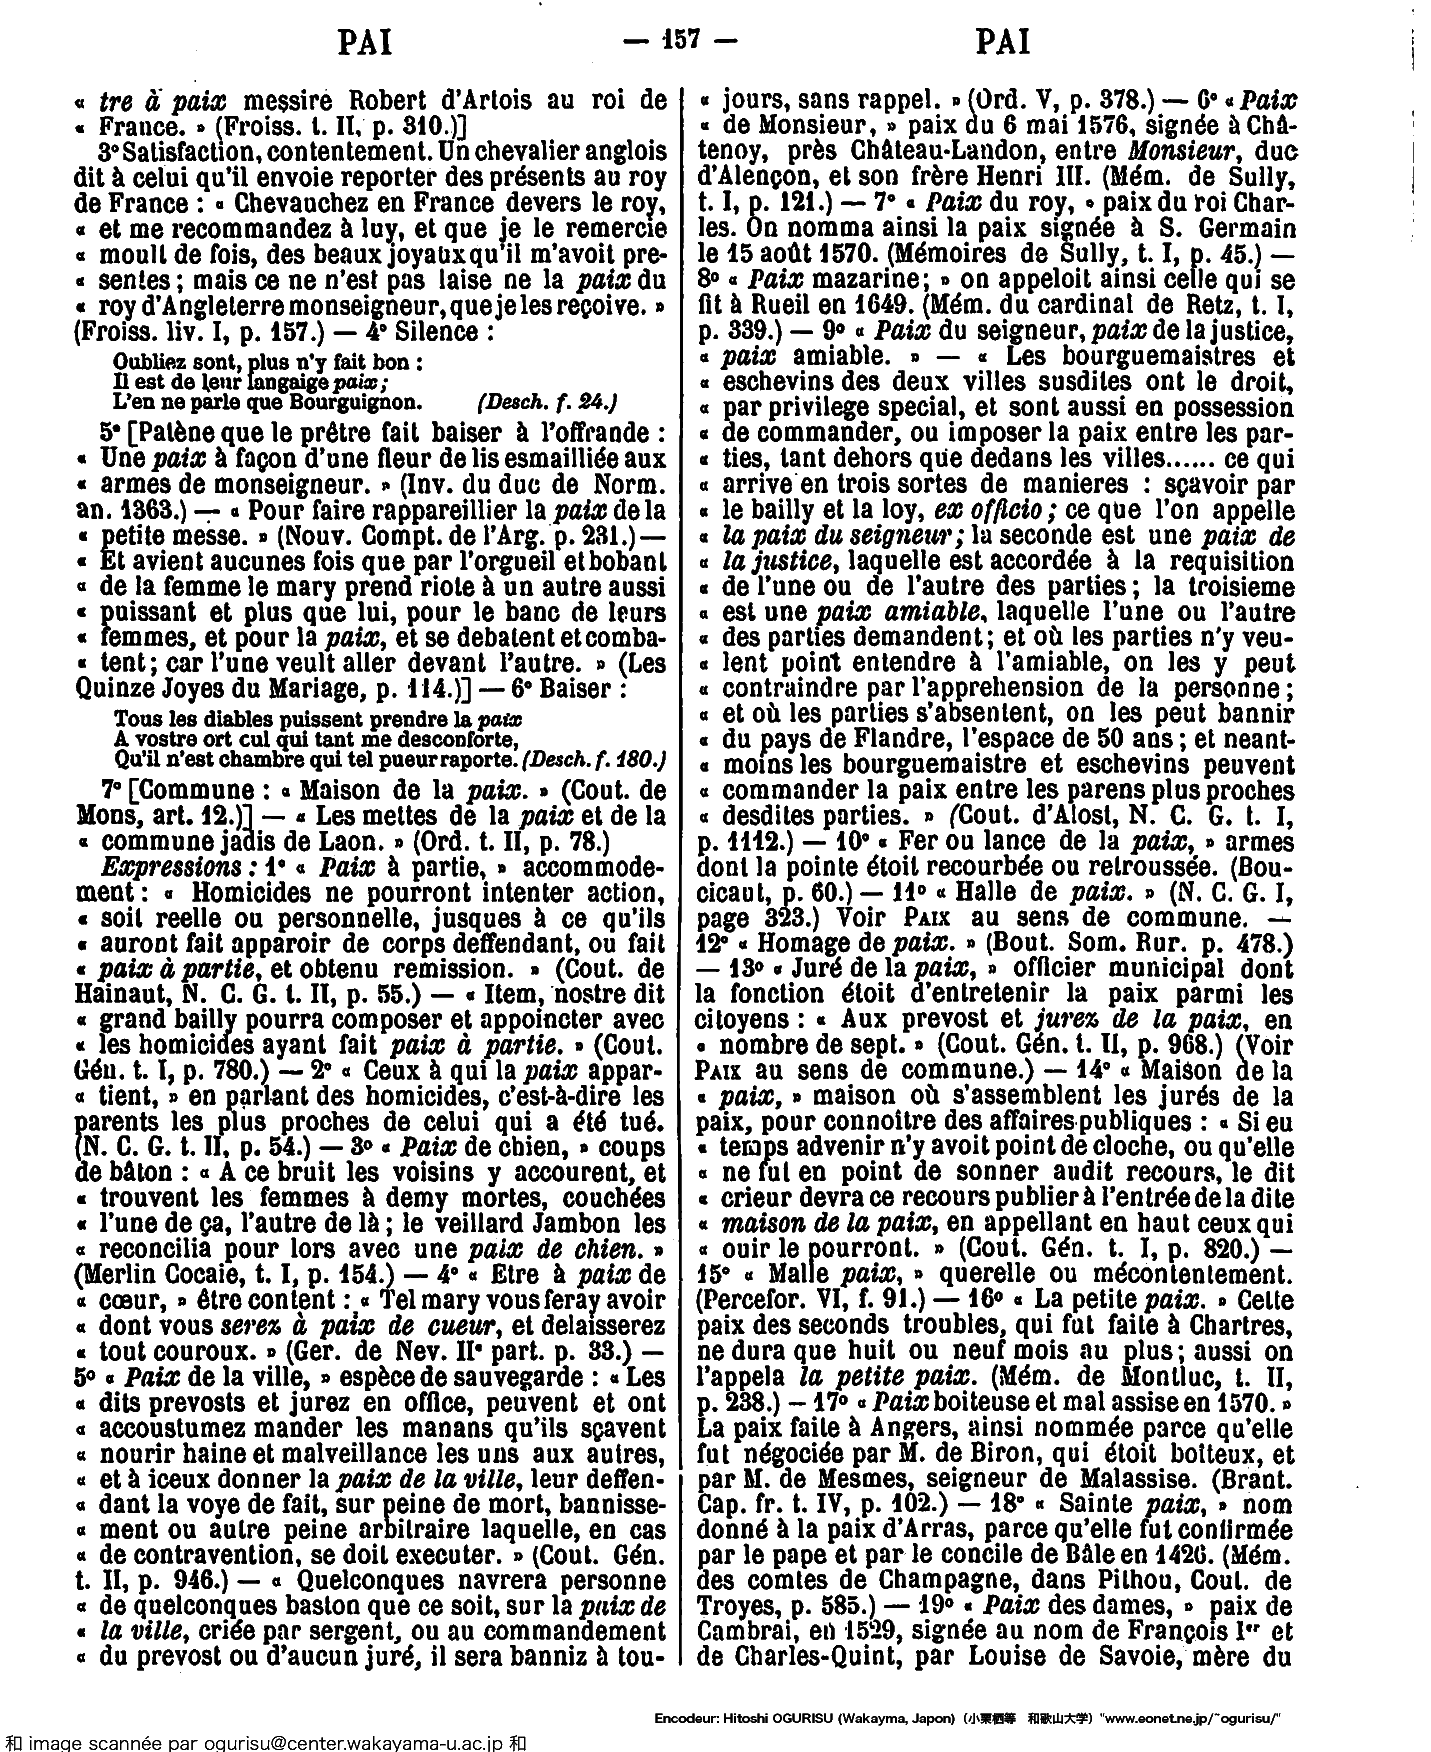 PAI — 157 — PAI
« tre à paix messire Robert d'Artois au roi de
« France. » (Froiss. t. II, p. 310.)]
3° Satisfaction, contentement. Un chevalier anglois
dit à celui qu'il envoie reporter des présents au roy
de France : « Chevauchez en France devers le roy,
« et me recommandez à luy, et que je le remercie
« moult de fois, des beaux joyaux qu'il m'avoit pre-
« sentes ; mais ce ne n'est pas laise ne la paix du
« roy d'Angleterre monseigneur, que je les reçoive. »
(Froiss. liv. I, p. 157.) — 4° Silence :
Oubliez sont, plus n'y fait bon :
Il est de leur langaige paix ;
L'en ne parle que Bourguignon. (Desch. f. 24.)
5° [Patène que le prêtre fait baiser à l'offrande :
« Une paix à façon d'une fleur de lis esmailliée aux
« armes de monseigneur. » (Inv. du duc de Norm.
an. 1363.) — « Pour faire rappareillier la paix de la
« petite messe. » (Nouv. Compt. de l'Arg. p. 231.) —
« Et avient aucunes fois que par l'orgueil et bobant
« de la femme le mary prend riote à un autre aussi
« puissant et plus que lui, pour le banc de leurs
« femmes, et pour la paix, et se debatent et comba-
« tent ; car l'une veult aller devant l'autre. » (Les
Quinze Joyes du Mariage, p. 114.)] — 6° Baiser :
Tous les diables puissent prendre la paix
A vostre ort cul qui tant me desconforte,
Qu'il n'est chambre qui tel pueur raporte. (Desch. f. 180.)
7° [Commune : « Maison de la paix. » (Cout. de
Mons, art. 12.)] — « Les mettes de la paix et de la
« commune jadis de Laon. » (Ord. t. II, p. 78.)
Expressions : 1° « Paix à partie, » accommode-
ment : « Homicides ne pourront intenter action,
« soit reelle ou personnelle, jusques à ce qu'ils
« auront fait apparoir de corps deffendant, ou fait
« paix à partie, et obtenu remission. » (Cout. de
Hainaut, N. C. G. t. II, p. 55.) — « Item, nostre dit
« grand bailly pourra composer et appoincter avec
« les homicides ayant fait paix à partie. » (Cout.
Gén. t. I, p. 780.) — 2° « Ceux à qui la paix appar-
« tient, » en parlant des homicides, c'est-à-dire les
parents les plus proches de celui qui a été tué.
(N. C. G. t. II, p. 54.) — 3° « Paix de chien, » coups
de bâton : « A ce bruit les voisins y accourent, et
« trouvent les femmes à demy mortes, couchées
« l'une de ça, l'autre de là ; le veillard Jambon les
« reconcilia pour lors avec une paix de chien. »
(Merlin Cocaie, t. I, p. 154.) — 4° « Etre à paix de
« cœur, » être content : « Tel mary vous feray avoir
« dont vous serez à paix de cueur, et delaisserez
« tout couroux. » (Ger. de Nev. II° part. p. 33.) —
5° « Paix de la ville, » espèce de sauvegarde : « Les
« dits prevosts et jurez en office, peuvent et ont
« accoustumez mander les manans qu'ils sçavent
« nourir haine et malveillance les uns aux autres,
« et à iceux donner la paix de la ville, leur deffen-
« dant la voye de fait, sur peine de mort, bannisse-
« ment ou autre peine arbitraire laquelle, en cas
« de contravention, se doit executer. » (Cout. Gén.
t. II, p. 946.) — « Quelconques navrera personne
« de quelconques baston que ce soit, sur la paix de
« la ville, criée par sergent, ou au commandement
« du prevost ou d'aucun juré, il sera banniz à tou-
« jours, sans rappel. » (Ord. V, p. 378.) — 6° « Paix
« de Monsieur, » paix du 6 mai 1576, signée à Châ-
tenoy, près Château-Landon, entre Monsieur, duc
d'Alençon, et son frère Henri III. (Mém. de Sully,
t. I, p. 121.) — 7° « Paix du roy, » paix du roi Char-
les. On nomma ainsi la paix signée à S. Germain
le 15 août 1570. (Mémoires de Sully, t. I, p. 45.) —
8° « Paix mazarine ; » on appeloit ainsi celle qui se
fit à Rueil en 1649. (Mém. du cardinal de Retz, t. I,
p. 339.) — 9° « Paix du seigneur, paix de la justice,
« paix amiable. » — « Les bourguemaistres et
« eschevins des deux villes susdites ont le droit,
« par privilege special, et sont aussi en possession
« de commander, ou imposer la paix entre les par-
« ties, tant dehors que dedans les villes...... ce qui
« arrive en trois sortes de manieres : sçavoir par
« le bailly et la loy, ex officio ; ce que l'on appelle
« la paix du seigneur ; la seconde est une paix de
« la justice, laquelle est accordée à la requisition
« de l'une ou de l'autre des parties ; la troisieme
« est une paix amiable, laquelle l'une ou l'autre
« des parties demandent ; et où les parties n'y veu-
« lent point entendre à l'amiable, on les y peut
« contraindre par l'apprehension de la personne ;
« et où les parties s'absentent, on les peut bannir
« du pays de Flandre, l'espace de 50 ans ; et neant-
« moins les bourguemaistre et eschevins peuvent
« commander la paix entre les parens plus proches
« desdites parties. » (Cout. d'Alost, N. C. G. t. I,
p. 1112.) — 10° « Fer ou lance de la paix, » armes
dont la pointe étoit recourbée ou retroussée. (Bou-
cicaut, p. 60.) — 11° « Halle de paix. » (N. C. G. I,
page 323.) Voir PAIX au sens de commune. —
12° « Homage de paix. » (Bout. Som. Rur. p. 478.)
— 13° « Juré de la paix, » officier municipal dont
la fonction étoit d'entretenir la paix parmi les
citoyens : « Aux prevost et jurez de la paix, en
« nombre de sept. » (Cout. Gén. t. II, p. 968.) (Voir
PAIX au sens de commune.) — 14° « Maison de la
« paix, » maison où s'assemblent les jurés de la
paix, pour connoître des affaires publiques : « Si eu
« temps advenir n'y avoit point de cloche, ou qu'elle
« ne fut en point de sonner audit recours, le dit
« crieur devra ce recours publier à l'entrée de la dite
« maison de la paix, en appellant en haut ceux qui
« ouir le pourront. » (Cout. Gén. t. I, p. 820.) —
15° « Malle paix, » querelle ou mécontentement.
(Percefor. VI, f. 91.) — 16° « La petite paix. » Cette
paix des seconds troubles, qui fut faite à Chartres,
ne dura que huit ou neuf mois au plus ; aussi on
l'appela la petite paix. (Mém. de Montluc, t. II,
p. 238.) — 17° « Paix boiteuse et mal assise en 1570. »
La paix faite à Angers, ainsi nommée parce qu'elle
fut négociée par M. de Biron, qui étoit boiteux, et
par M. de Mesmes, seigneur de Malassise. (Brant.
Cap. fr. t. IV, p. 102.) — 18° « Sainte paix, » nom
donné à la paix d'Arras, parce qu'elle fut confirmée
par le pape et par le concile de Bâle en 1426. (Mém.
des comtes de Champagne, dans Pithou, Cout. de
Troyes, p. 585.) — 19° « Paix des dames, » paix de
Cambrai, en 1529, signée au nom de François Ier et
de Charles-Quint, par Louise de Savoie, mère du
Encodeur: Hitoshi OGURISU (Wakayma, Japon) (小栗栖等 和歌山大学) "www.eonet.ne.jp/~ogurisu/"
和 image scannée par ogurisu@center.wakayama-u.ac.jp 和